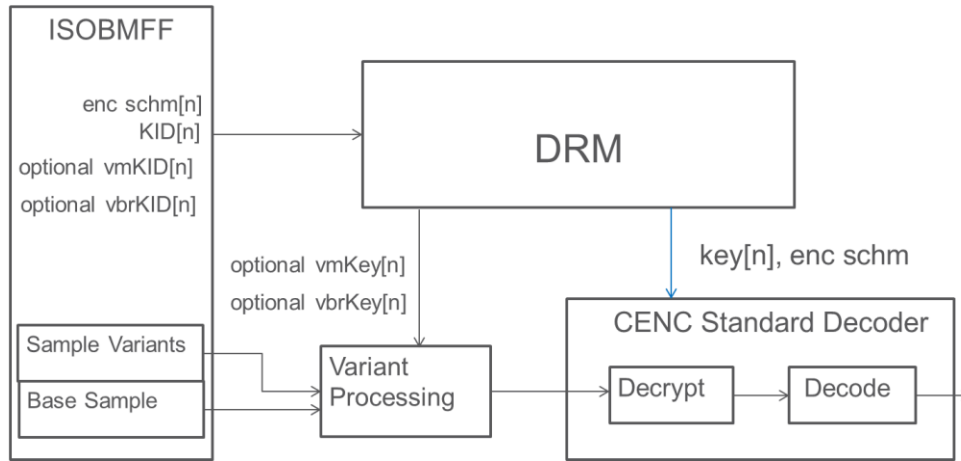 ISOBMFF
enc schm[n]
KID[n]
optional vmKID[n]
optional vbrKID[n]
DRM
optional vmKey[n]
optional vbrKey[n]
key[n], enc schm
CENC Standard Decoder
Sample Variants
Base Sample
Variant
Processing
Decrypt
Decode